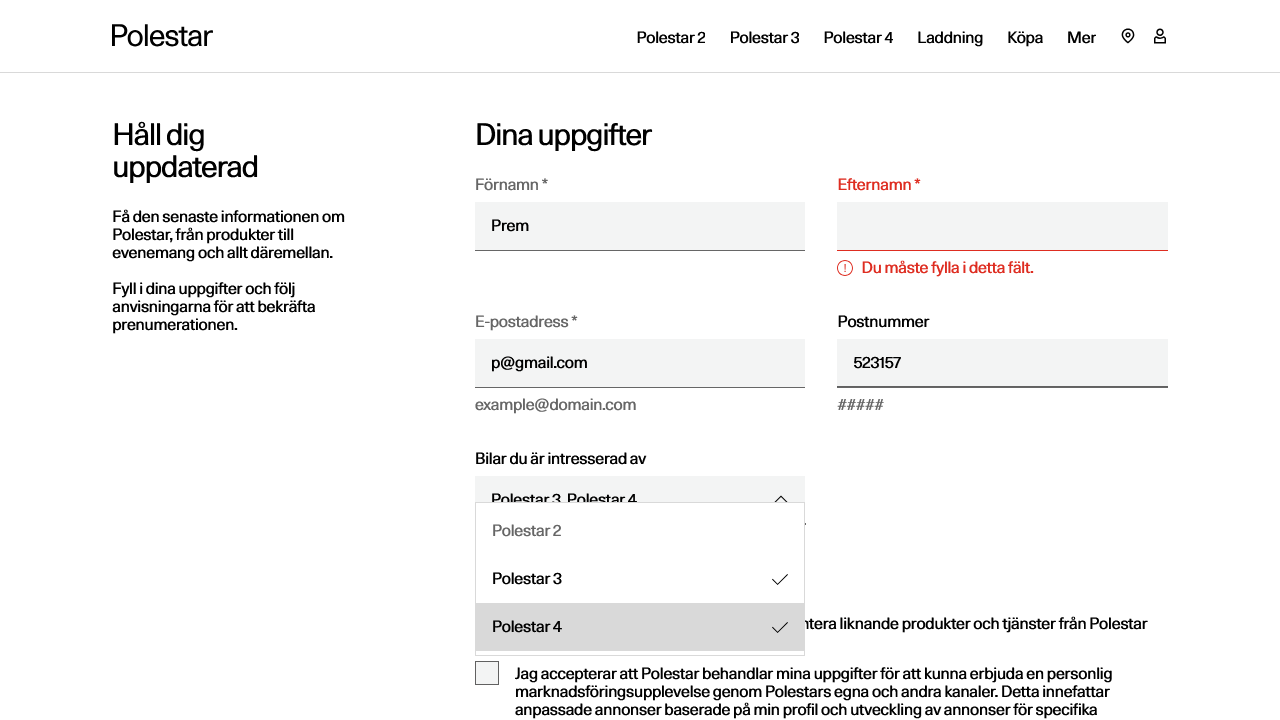 Polestar
Polestar 2 Polestar 3 Polestar 4 Laddning Köpa Mer
Håll dig
uppdaterad
Få den senaste informationen om
Polestar, från produkter till
evenemang och allt däremellan.
Fyll i dina uppgifter och följ
anvisningarna för att bekräfta
prenumerationen.
Dina uppgifter
Förnamn *
Prem
Efternamn *
Du måste fylla i detta fält.
E-postadress *
p@gmail.com
example@domain.com
Postnummer
523157
#####
Bilar du är intresserad av
Polestar 3, Polestar 4
Polestar 2
Polestar 3
Polestar 4
ntera liknande produkter och tjänster från Polestar
Jag accepterar att Polestar behandlar mina uppgifter för att kunna erbjuda en personlig
marknadsföringsupplevelse genom Polestars egna och andra kanaler. Detta innefattar
anpassade annonser baserade på min profil och utveckling av annonser för specifika